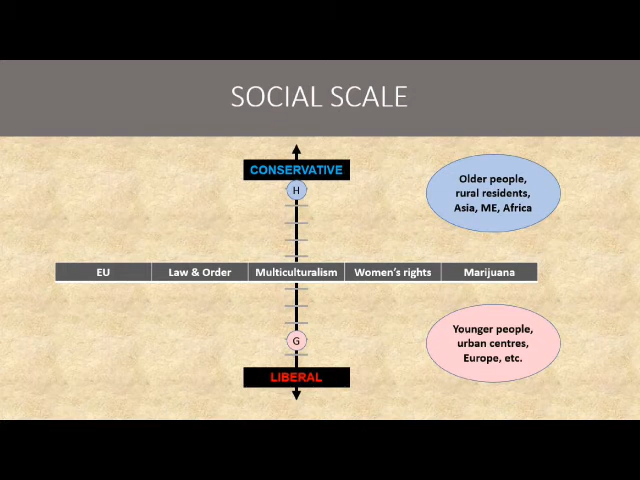 SOCIAL SCALE
CONSERVATIVE
H
Older people,
rural residents,
Asia, ME, Africa
EU Law & Order Multiculturalism Women's rights Marijuana
G
Younger people,
urban centres,
Europe, etc.
LIBERAL